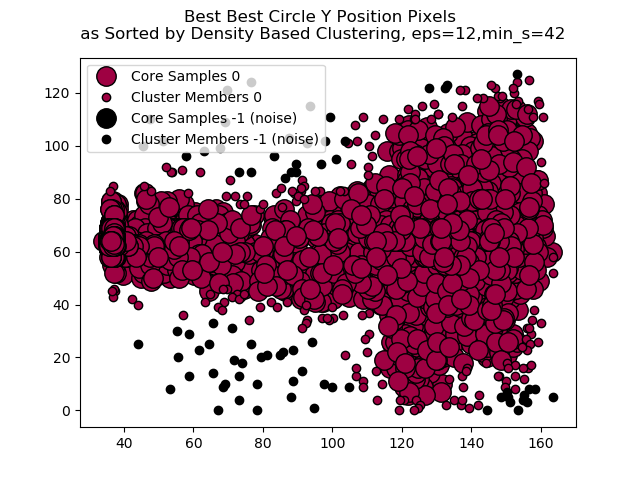 Best Best Circle Y Position Pixels
as Sorted by Density Based Clustering, eps=12,min_s=42
Core Samples 0
Cluster Members 0
Core Samples -1 (noise)
Cluster Members -1 (noise)
120
100
80
60
40
20
0
40 60 80 100 120 140 160